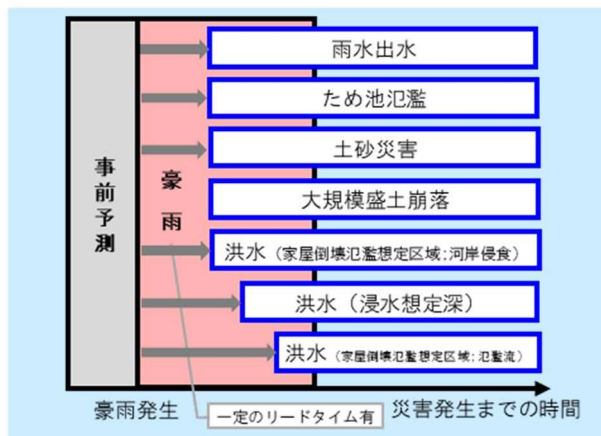 雨水出水
ため池氾濫
土砂災害
大規模盛土崩落
洪水（家屋倒壊氾濫想定区域；河岸侵食）
洪水（浸水想定深）
洪水（家屋倒壊氾濫想定区域；氾濫流）
事前予測
豪雨
豪雨発生
一定のリードタイム有
災害発生までの時間